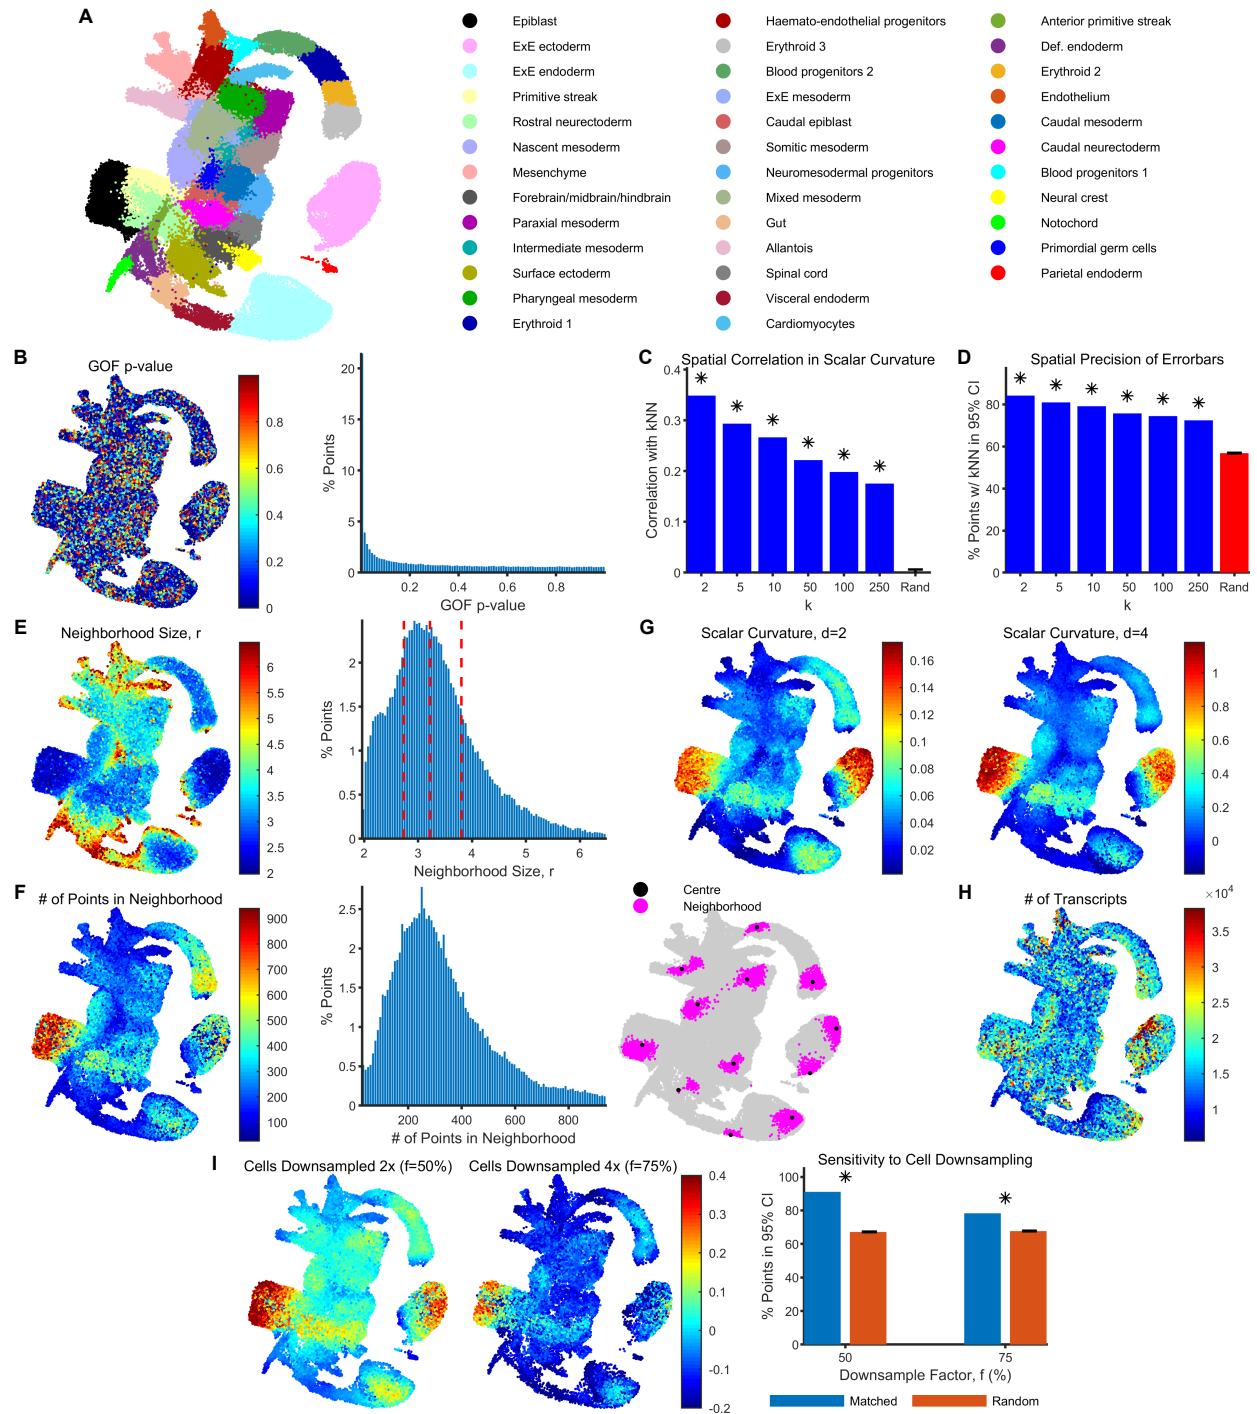 A
Epiblast
ExE ectoderm
ExE endoderm
Primitive streak
Rostral neurectoderm
Nascent mesoderm
Mesenchyme
Forebrain/midbrain/hindbrain
Paraxial mesoderm
Intermediate mesoderm
Surface ectoderm
Pharyngeal mesoderm
Erythroid 1
Haemato-endothelial progenitors
Erythroid 3
Blood progenitors 2
ExE mesoderm
Caudal epiblast
Somitic mesoderm
Neuromesodermal progenitors
Mixed mesoderm
Gut
Allantois
Spinal cord
Visceral endoderm
Cardiomyocytes
Anterior primitive streak
Def. endoderm
Erythroid 2
Endothelium
Caudal mesoderm
Caudal neurectoderm
Blood progenitors 1
Neural crest
Notochord
Primordial germ cells
Parietal endoderm
B
GOF p-value
0.8
0.6
0.4
0.2
0
20
15
10
5
0
% Points
0.2 0.4 0.6 0.8
GOF p-value
C
Spatial Correlation in Scalar Curvature
0.4
0.3
0.2
0.1
0
Correlation with kNN
2 5 10 50 100 250 Rand
k
D
Spatial Precision of Errorbars
80
60
40
20
0
% Points w/ kNN in 95% CI
2 5 10 50 100 250 Rand
k
E
Neighborhood Size, r
6
5.5
5
4.5
4
3.5
3
2.5
2
2
1.5
1
0.5
0
% Points
2 3 4 5 6
Neighborhood Size, r
G
Scalar Curvature, d=2
0.16
0.14
0.12
0.1
0.08
0.06
0.04
0.02
Scalar Curvature, d=4
1
0.8
0.6
0.4
0.2
0
F
# of Points in Neighborhood
900
800
700
600
500
400
300
200
100
2.5
2
1.5
1
0.5
0
% Points
200 400 600 800
# of Points in Neighborhood
Centre
Neighborhood
H
# of Transcripts
×10⁴
3.5
3
2.5
2
1.5
1
I
Cells Downsampled 2x (f=50%)
Cells Downsampled 4x (f=75%)
0.4
0.3
0.2
0.1
0
-0.1
-0.2
Sensitivity to Cell Downsampling
100
80
60
40
20
0
% Points in 95% CI
50 75
Downsample Factor, f (%)
Matched Random